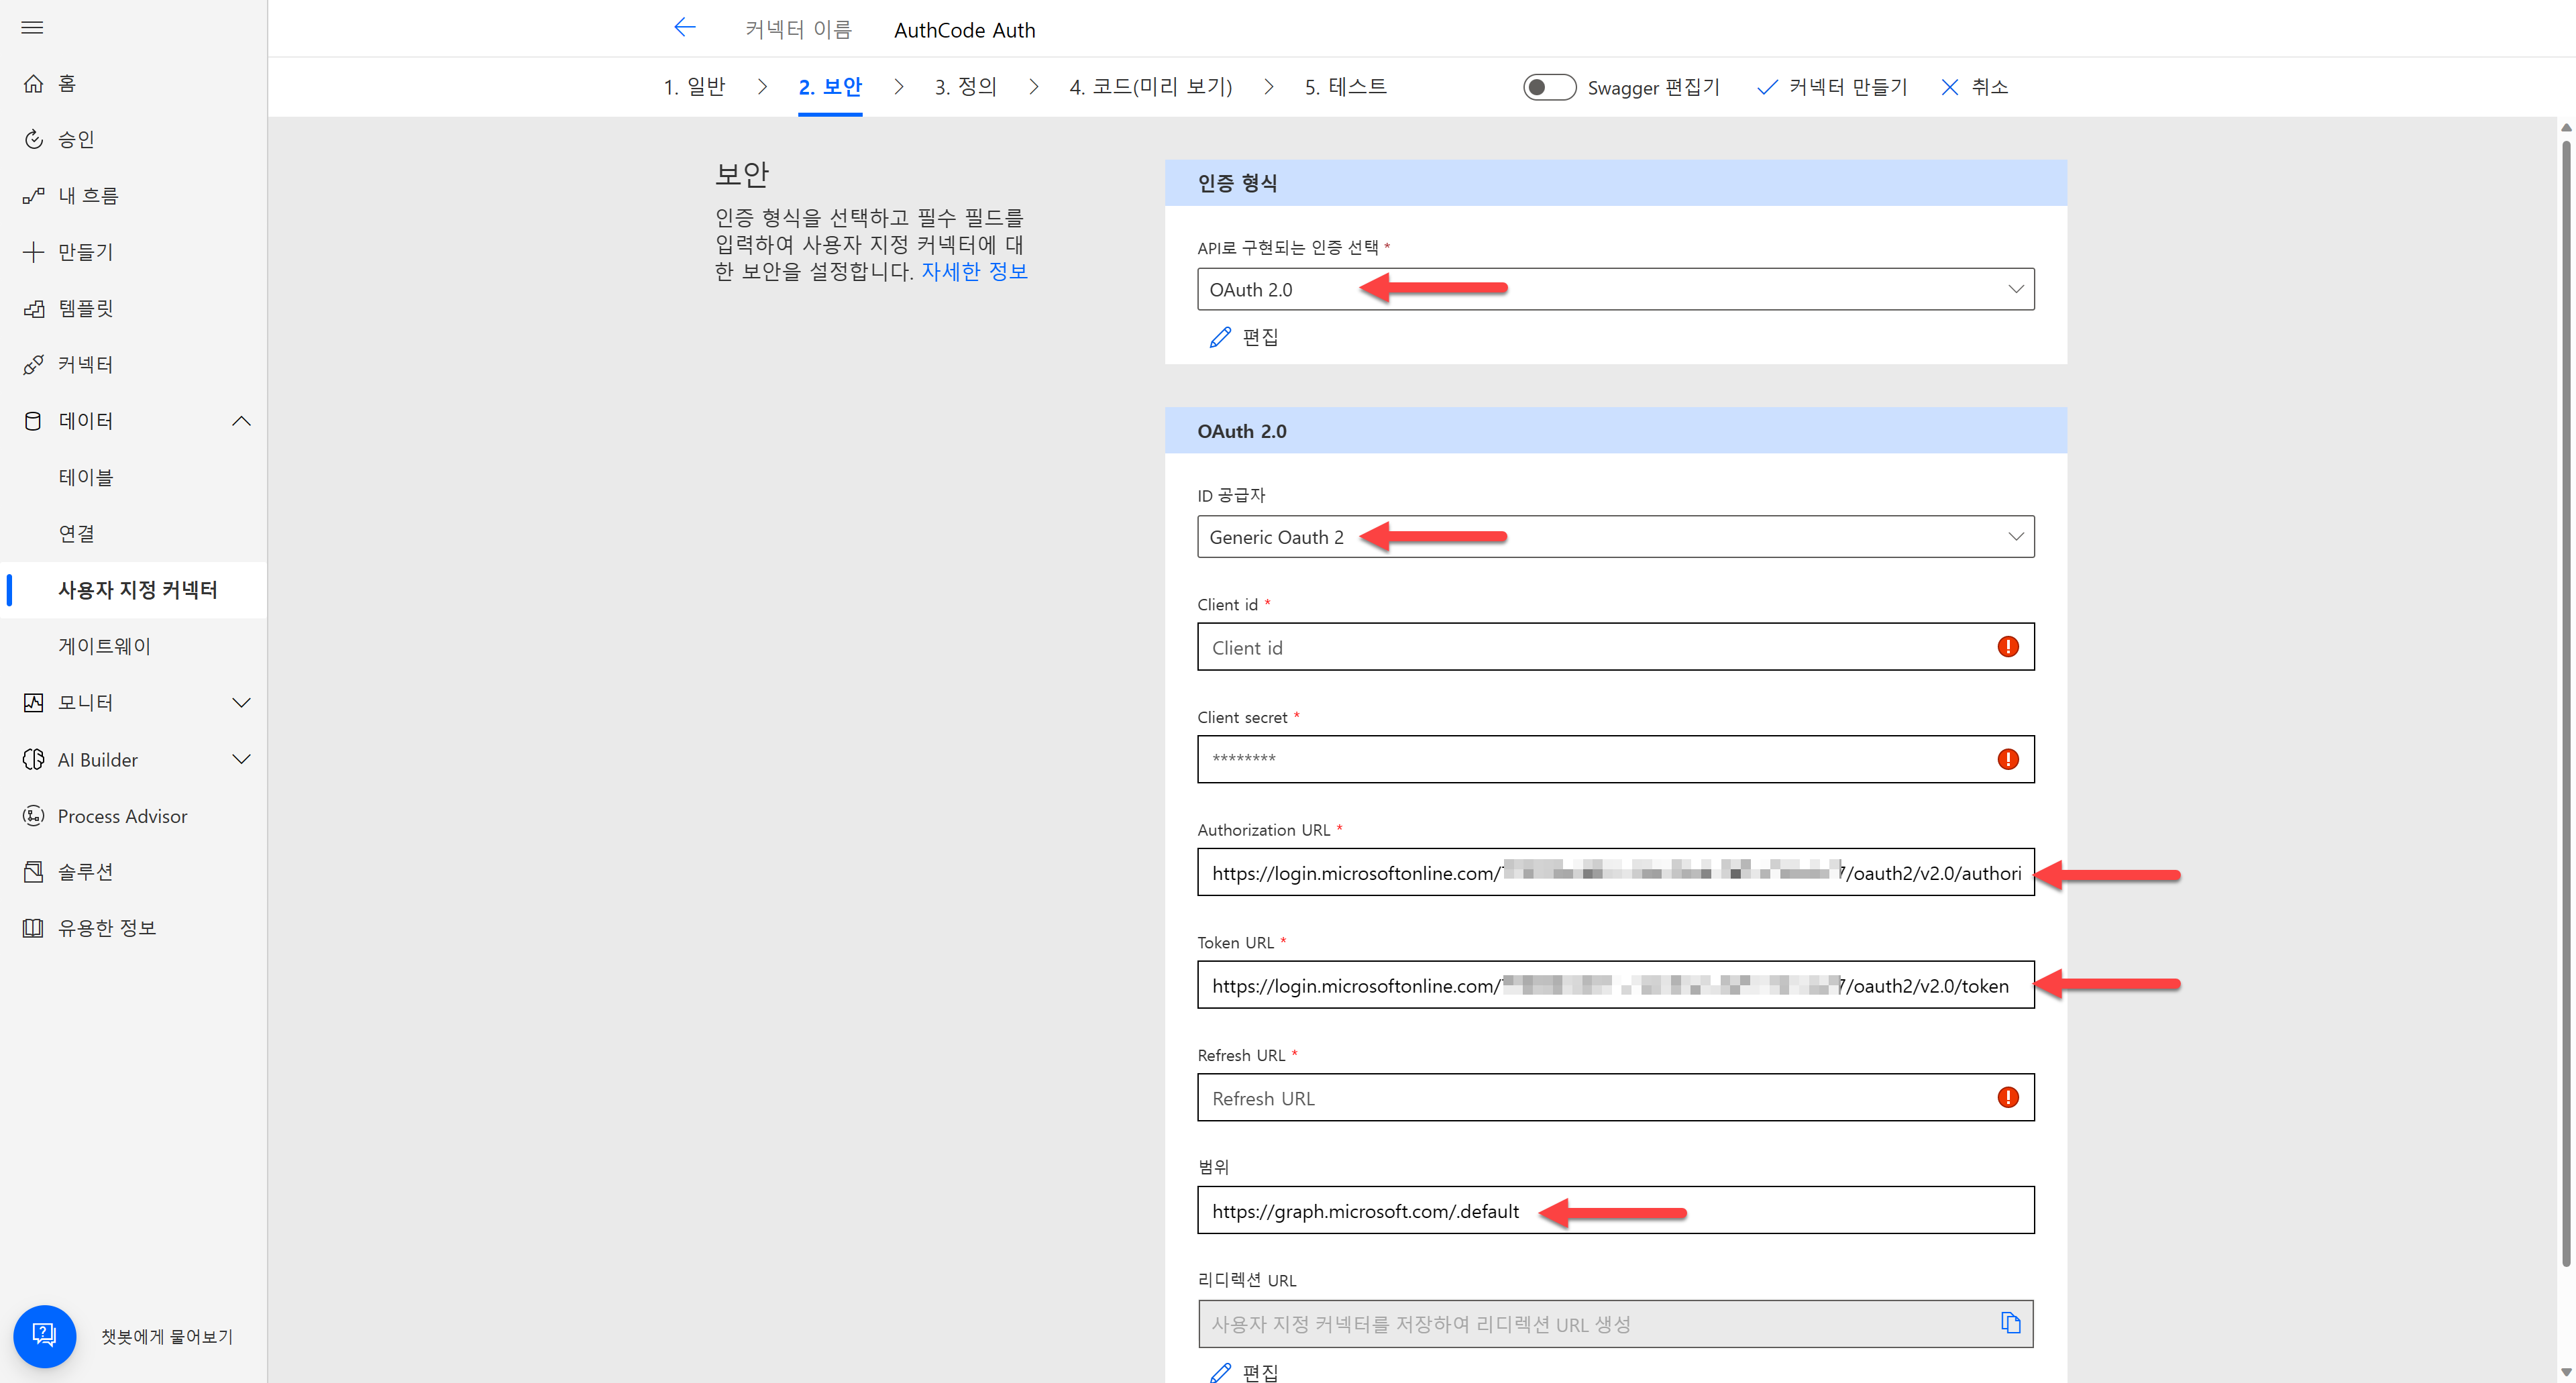 커넥터 이름
AuthCode Auth
1. 일반
2. 보안
3. 정의
4. 코드(미리 보기)
5. 테스트
Swagger 편집기
커넥터 만들기
취소
홈
승인
내 흐름
만들기
템플릿
커넥터
데이터
테이블
연결
사용자 지정 커넥터
게이트웨이
모니터
AI Builder
Process Advisor
솔루션
유용한 정보
챗봇에게 물어보기
보안
인증 형식을 선택하고 필수 필드를
입력하여 사용자 지정 커넥터에 대
한 보안을 설정합니다. 자세한 정보
인증 형식
API로 구현되는 인증 선택 *
OAuth 2.0
편집
OAuth 2.0
ID 공급자
Generic Oauth 2
Client id *
Client id
Client secret *
********
Authorization URL *
https://login.microsoftonline.com/ 7/oauth2/v2.0/authori
Token URL *
https://login.microsoftonline.com/ 7/oauth2/v2.0/token
Refresh URL *
Refresh URL
범위
https://graph.microsoft.com/.default
리디렉션 URL
사용자 지정 커넥터를 저장하여 리디렉션 URL 생성
편집